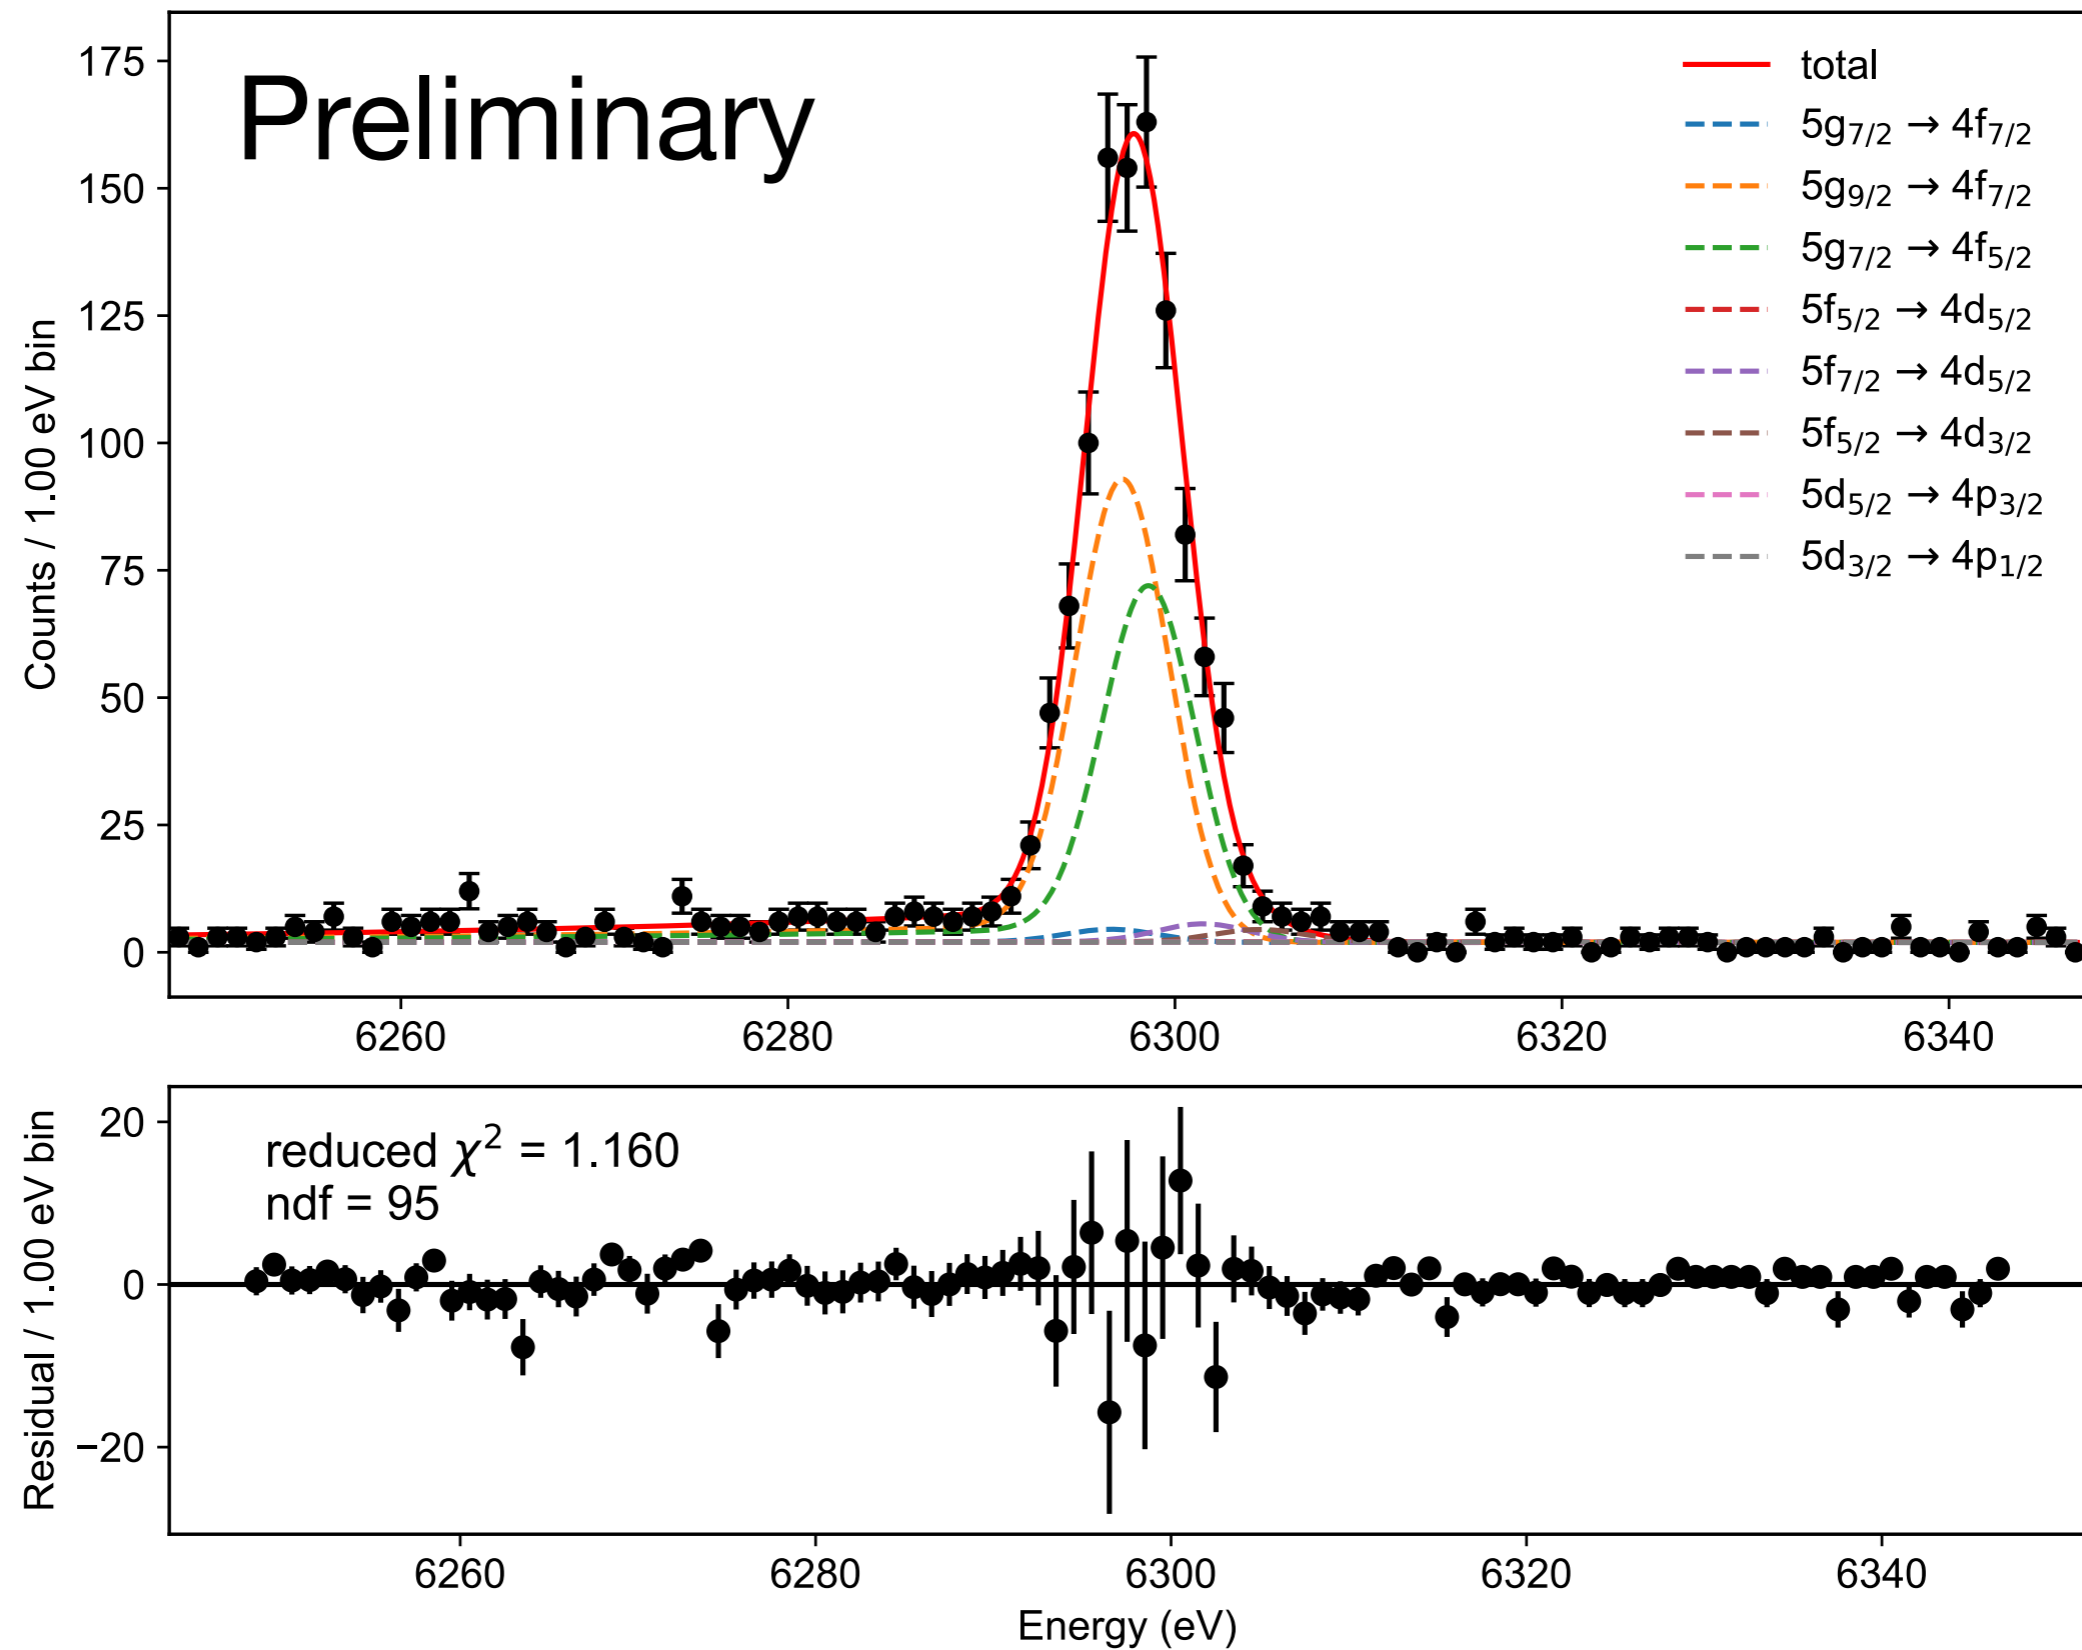 Preliminary
175
150
125
100
75
50
25
0
Counts / 1.00 eV bin
total
5g7/2 → 4f7/2
5g9/2 → 4f7/2
5g7/2 → 4f5/2
5f5/2 → 4d5/2
5f7/2 → 4d5/2
5f5/2 → 4d3/2
5d5/2 → 4p3/2
5d3/2 → 4p1/2
6260 6280 6300 6320 6340
20
0
−20
Residual / 1.00 eV bin
reduced χ² = 1.160
ndf = 95
6260 6280 6300 6320 6340
Energy (eV)